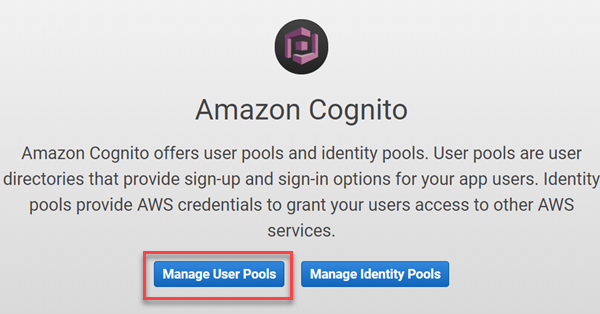 Amazon Cognito
Amazon Cognito offers user pools and identity pools. User pools are user
directories that provide sign-up and sign-in options for your app users. Identity
pools provide AWS credentials to grant your users access to other AWS
services.
Manage User Pools Manage Identity Pools